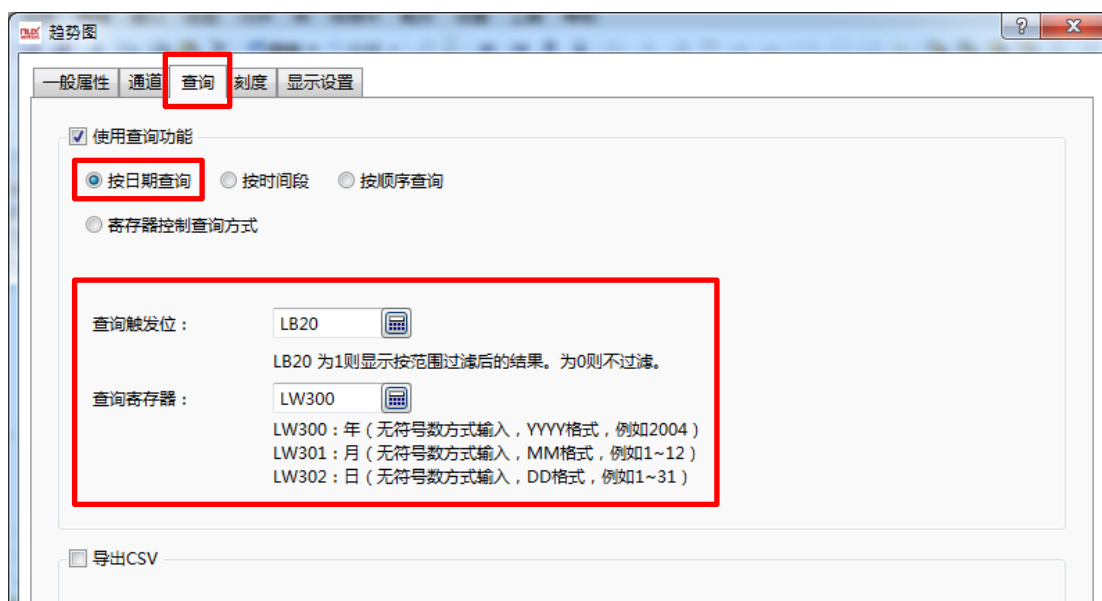 趋势图
一般属性 通道 查询 刻度 显示设置
使用查询功能
按日期查询 按时间段 按顺序查询
寄存器控制查询方式
查询触发位： LB20
LB20 为1则显示按范围过滤后的结果。为0则不过滤。
查询寄存器： LW300
LW300：年（无符号数方式输入，YYYY格式，例如2004）
LW301：月（无符号数方式输入，MM格式，例如1~12）
LW302：日（无符号数方式输入，DD格式，例如1~31）
导出CSV